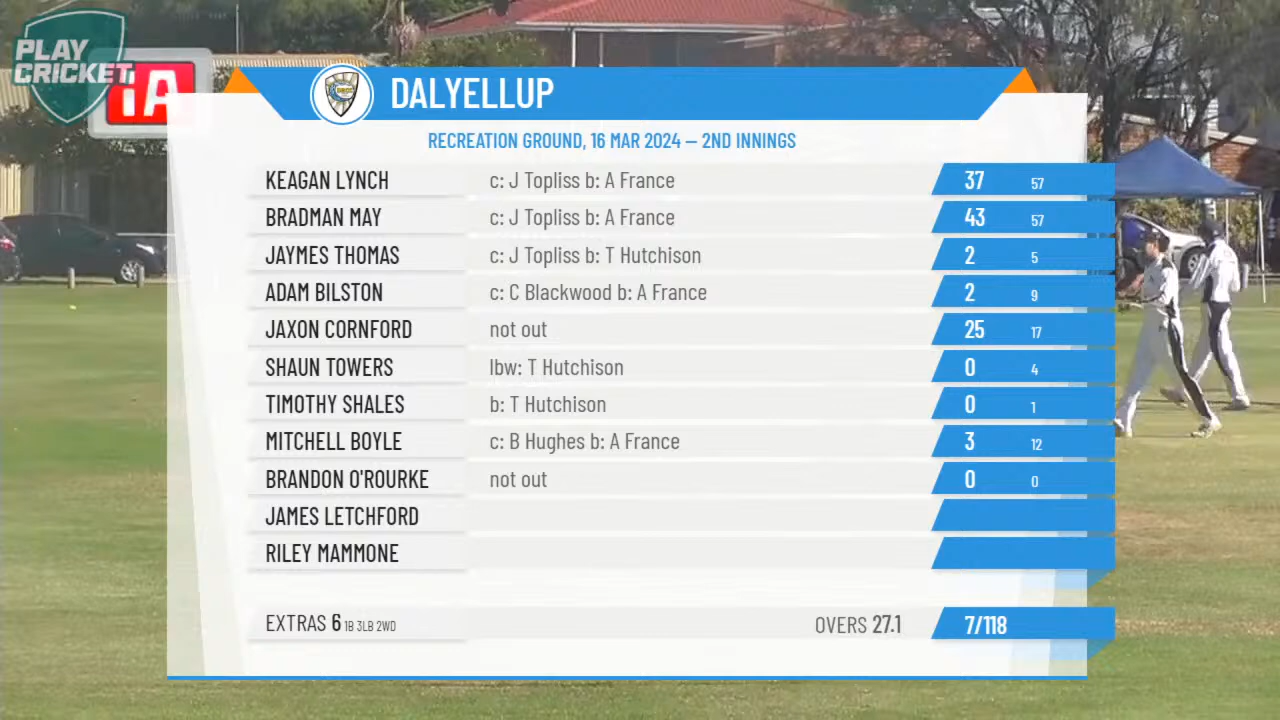 PLAY
CRICKET
DALYELLUP
RECREATION GROUND, 16 MAR 2024 – 2ND INNINGS
KEAGAN LYNCH c: J Topliss b: A France 37 57
BRADMAN MAY c: J Topliss b: A France 43 57
JAYMES THOMAS c: J Topliss b: T Hutchison 2 5
ADAM BILSTON c: C Blackwood b: A France 2 9
JAXON CORNFORD not out 25 17
SHAUN TOWERS lbw: T Hutchison 0 4
TIMOTHY SHALES b: T Hutchison 0 1
MITCHELL BOYLE c: B Hughes b: A France 3 12
BRANDON O'ROURKE not out 0 0
JAMES LETCHFORD
RILEY MAMMONE
EXTRAS 6 1B 3LB 2WD OVERS 27.1 7/118